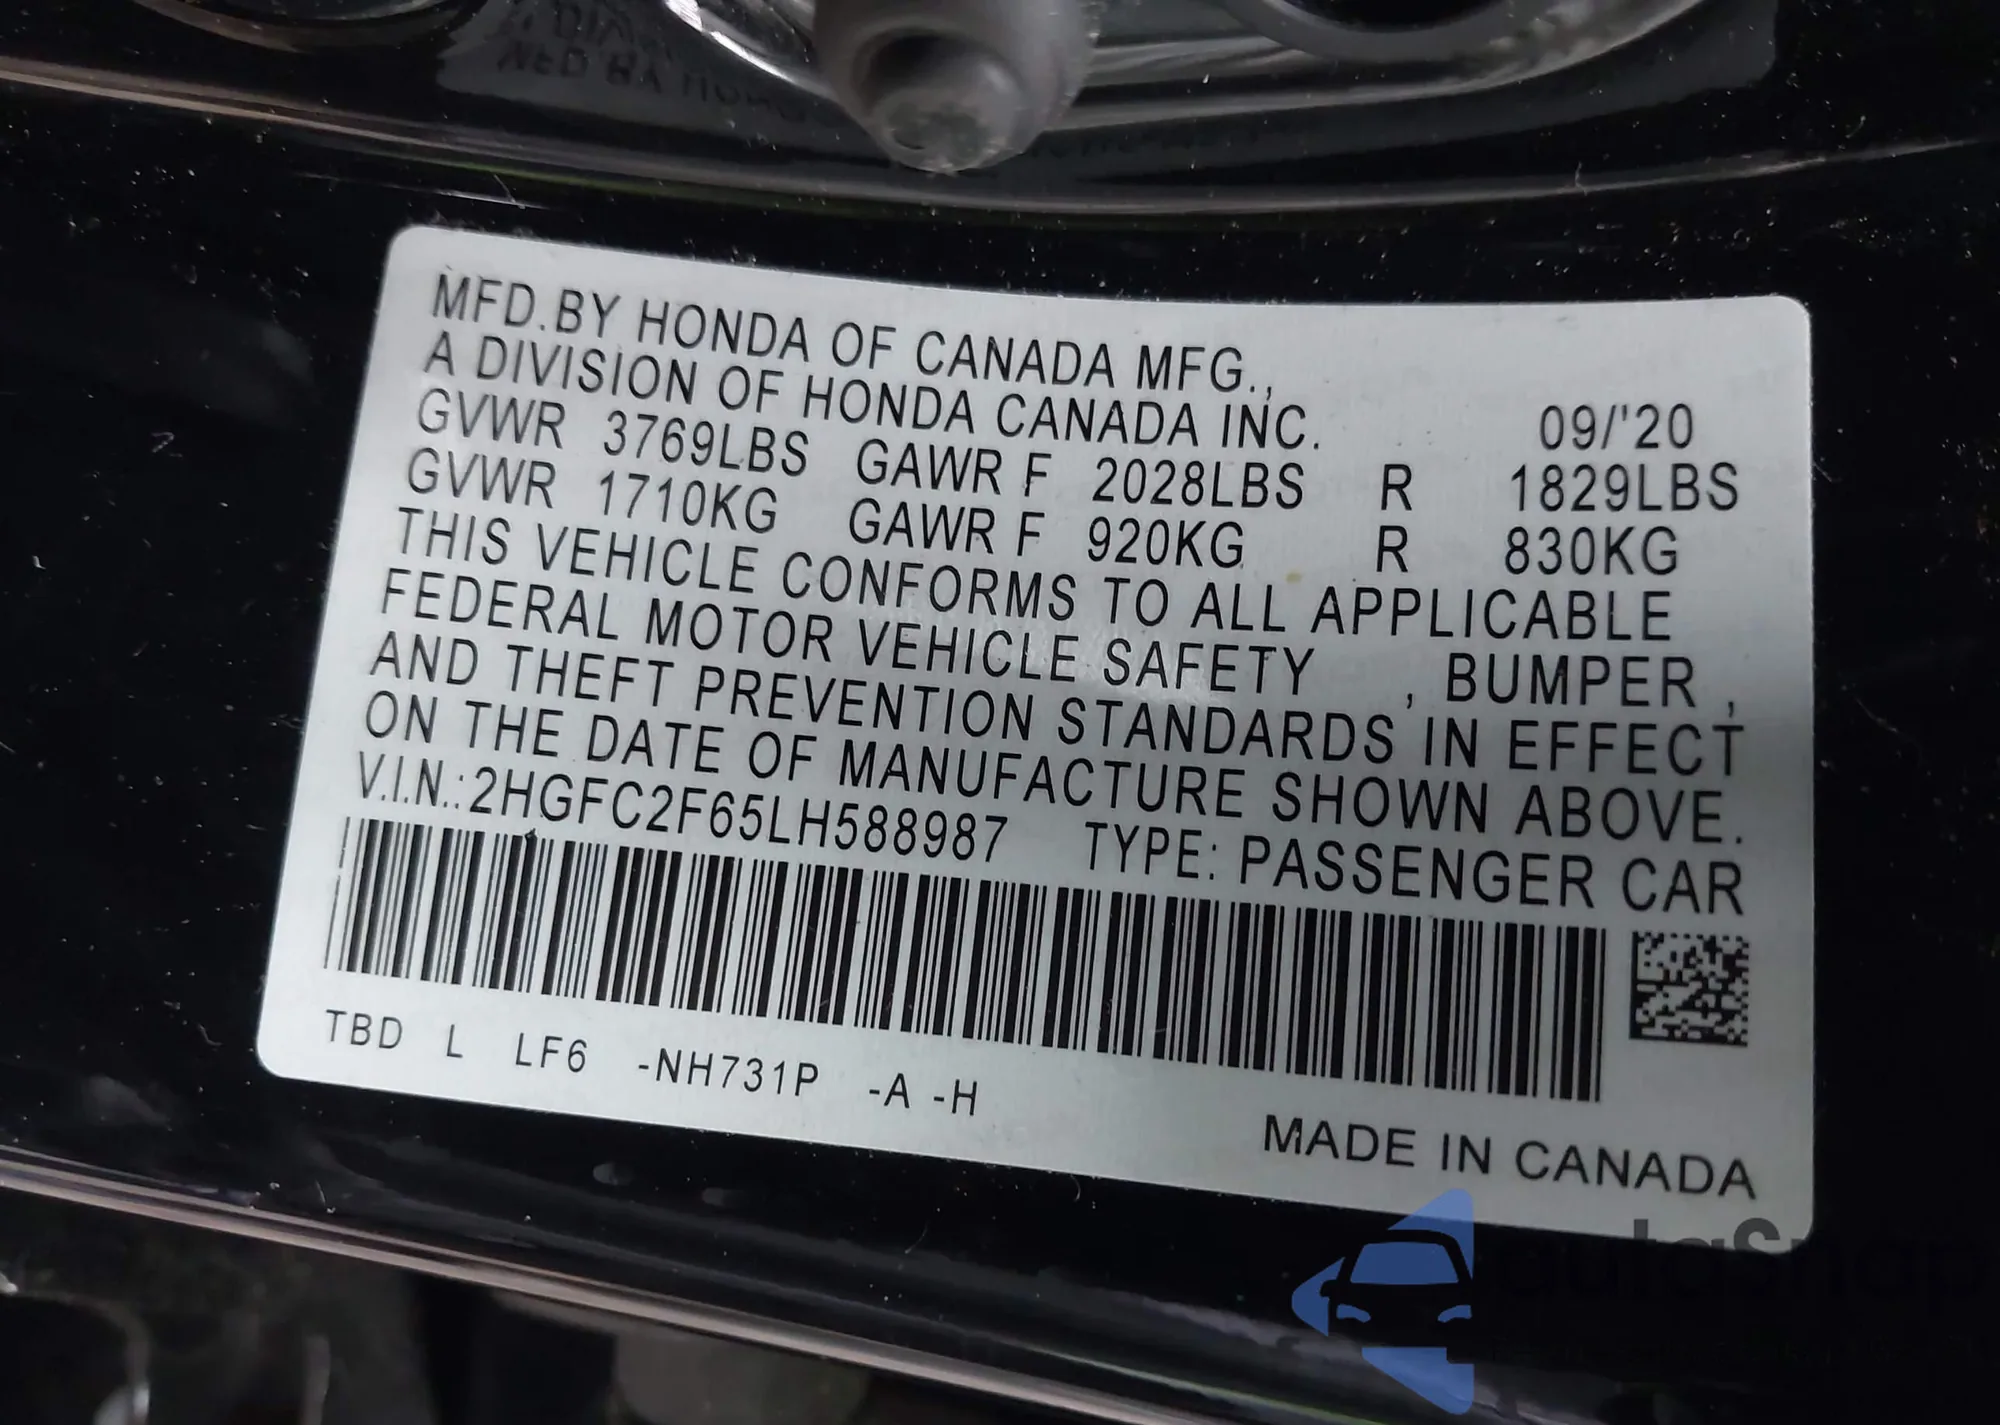 MFD.BY HONDA OF CANADA MFG.,
A DIVISION OF HONDA CANADA INC. 09/'20
GVWR 3769LBS GAWR F 2028LBS R 1829LBS
GVWR 1710KG GAWR F 920KG R 830KG
THIS VEHICLE CONFORMS TO ALL APPLICABLE
FEDERAL MOTOR VEHICLE SAFETY , BUMPER ,
AND THEFT PREVENTION STANDARDS IN EFFECT
ON THE DATE OF MANUFACTURE SHOWN ABOVE.
V.I.N.:2HGFC2F65LH588987 TYPE: PASSENGER CAR
TBD L LF6 -NH731P -A -H
MADE IN CANADA